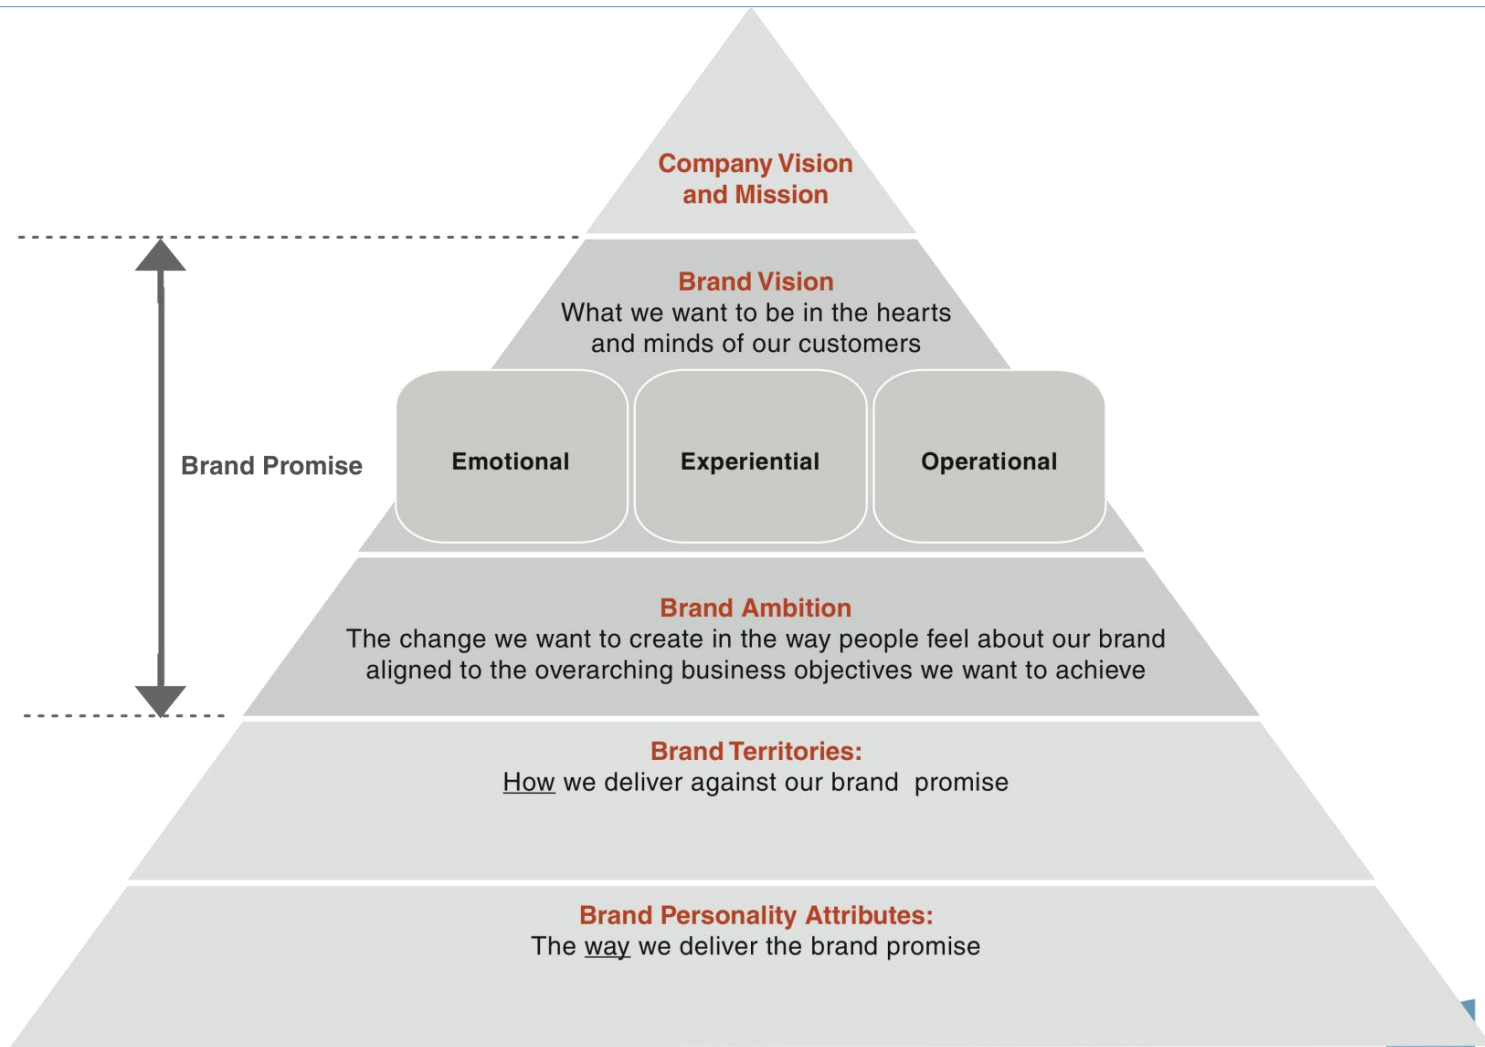 Company Vision
and Mission
Brand Vision
What we want to be in the hearts
and minds of our customers
Brand Promise
Emotional
Experiential
Operational
Brand Ambition
The change we want to create in the way people feel about our brand
aligned to the overarching business objectives we want to achieve
Brand Territories:
How we deliver against our brand promise
Brand Personality Attributes:
The way we deliver the brand promise